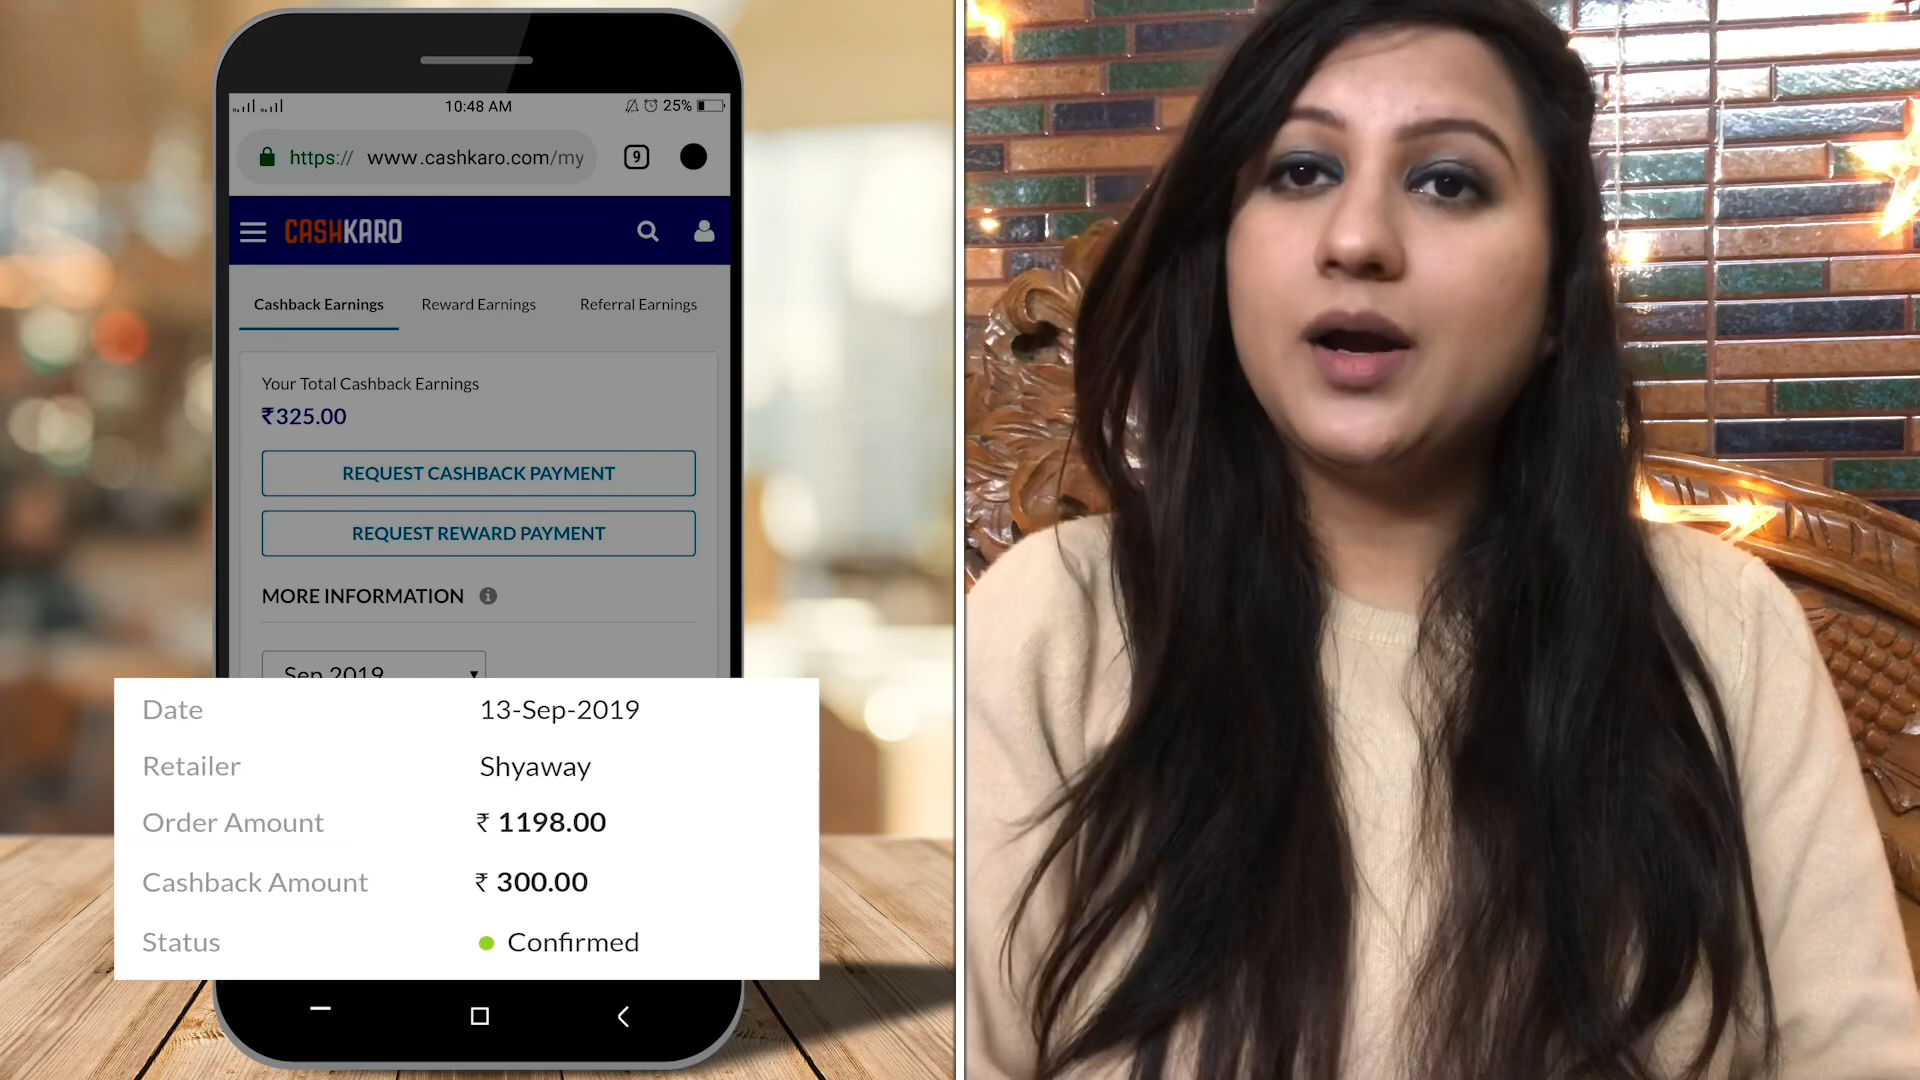 10:48 AM
25%
https:// www.cashkaro.com/my
9
CASHKARO
Cashback Earnings Reward Earnings Referral Earnings
Your Total Cashback Earnings
₹325.00
REQUEST CASHBACK PAYMENT
REQUEST REWARD PAYMENT
MORE INFORMATION
Sep 2019
Date 13-Sep-2019
Retailer Shyaway
Order Amount ₹ 1198.00
Cashback Amount ₹ 300.00
Status Confirmed